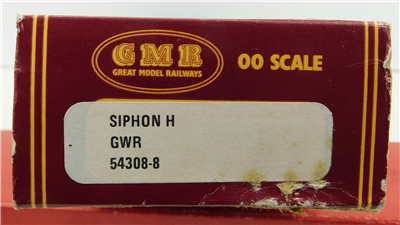 GMR
GREAT MODEL RAILWAYS
OO SCALE
SIPHON H
GWR
54308-8